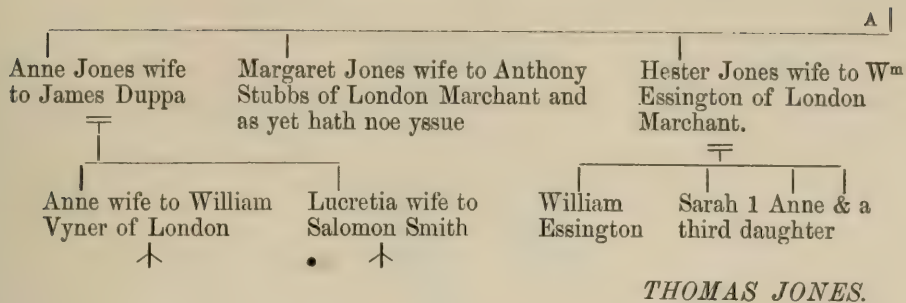 A
Anne Jones wife
to James Duppa
Margaret Jones wife to Anthony
Stubbs of London Marchant and
as yet hath noe yssue
Hester Jones wife to Wᵐ
Essington of London
Marchant.
Anne wife to William
Vyner of London
Lucretia wife to
Salomon Smith
William
Essington
Sarah 1 Anne & a
third daughter
THOMAS JONES.